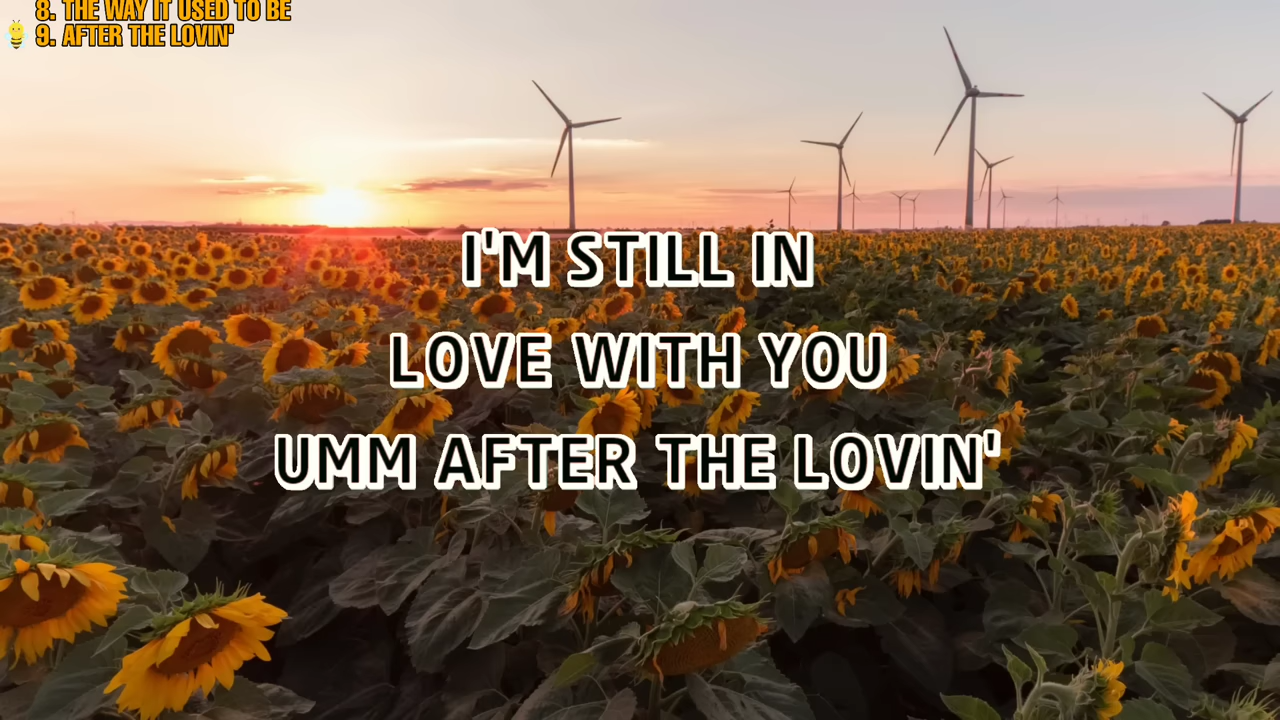 8. THE WAY IT USED TO BE
9. AFTER THE LOVIN'
I'M STILL IN
LOVE WITH YOU
UMM AFTER THE LOVIN'